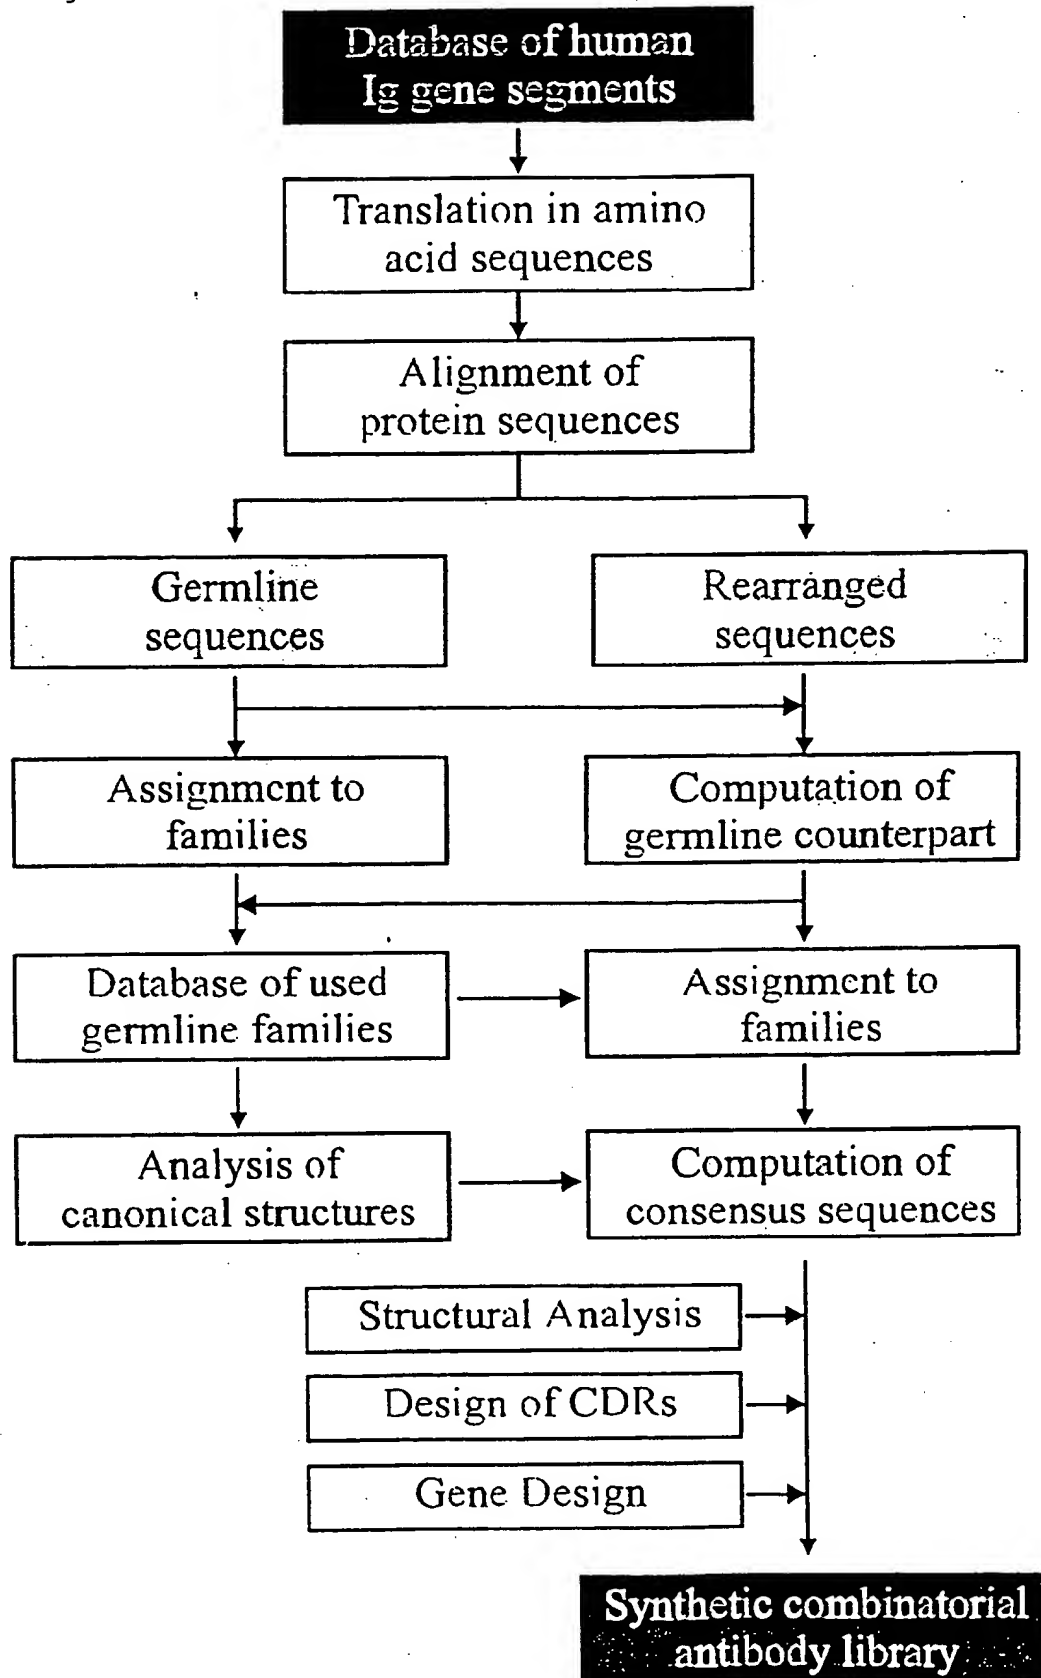 Database of human
Ig gene segments
Translation in amino
acid sequences
Alignment of
protein sequences
Germline
sequences
Rearranged
sequences
Assignment to
families
Computation of
germline counterpart
Database of used
germline families
Assignment to
families
Analysis of
canonical structures
Computation of
consensus sequences
Structural Analysis
Design of CDRs
Gene Design
Synthetic combinatorial
antibody library